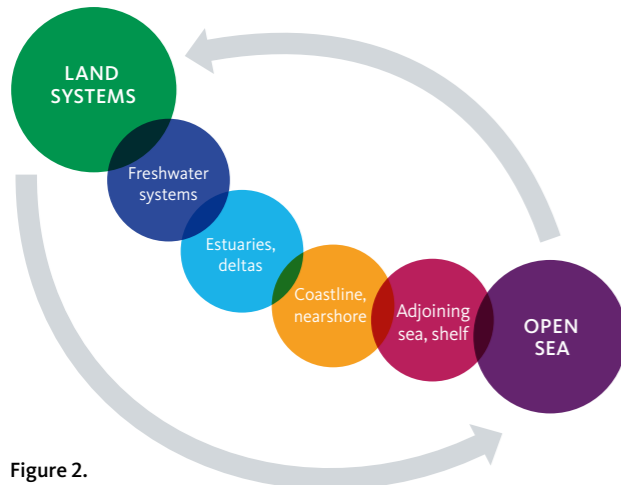 LAND
SYSTEMS
Freshwater
systems
Estuaries,
deltas
Coastline,
nearshore
Adjoining
sea, shelf
OPEN
SEA
Figure 2.